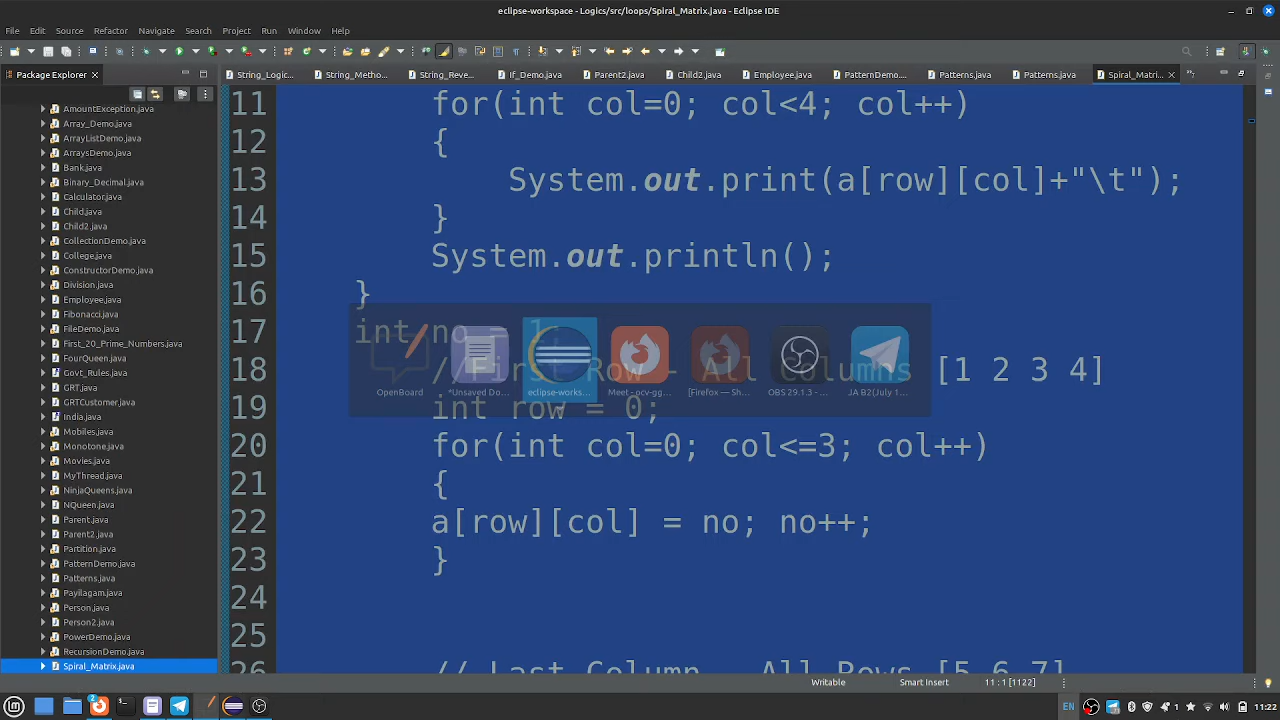 eclipse-workspace - Logics/src/loops/Spiral_Matrix.java - Eclipse IDE
File Edit Source Refactor Navigate Search Project Run Window Help
Package Explorer
String_Logic...
String_Metho...
String_Reve...
If_Demo.java
Parent2.java
Child2.java
Employee.java
PatternDemo....
Patterns.java
Patterns.java
Spiral_Matri...
AmountException.java
Array_Demo.java
ArrayListDemo.java
ArraysDemo.java
Bank.java
Binary_Decimal.java
Calculator.java
Child.java
Child2.java
CollectionDemo.java
College.java
ConstructorDemo.java
Division.java
Employee.java
Fibonacci.java
FileDemo.java
First_20_Prime_Numbers.java
FourQueen.java
Govt_Rules.java
GRT.java
GRTCustomer.java
India.java
Mobiles.java
Monotone.java
Movies.java
MyThread.java
NinjaQueens.java
NQueen.java
Parent.java
Parent2.java
Partition.java
PatternDemo.java
Patterns.java
Payilagam.java
Person.java
Person2.java
PowerDemo.java
RecursionDemo.java
Spiral_Matrix.java
11 for(int col=0; col<4; col++)
12 {
13 System.out.print(a[row][col]+"\t");
14 }
15 System.out.println();
16 }
17 int no = 1;
18 //First Row - All Columns [1 2 3 4]
19 int row = 0;
20 for(int col=0; col<=3; col++)
21 {
22 a[row][col] = no; no++;
23 }
24
25
26 // Last Column - All Rows [5 6 7]
OpenBoard
*Unsaved Do...
eclipse-works...
Meet - ocv-gg...
[Firefox — Sh...
OBS 29.1.3 - ...
JA B2(July 1...
Writable
Smart Insert
11 : 1 [1122]
2
EN
1
11:22